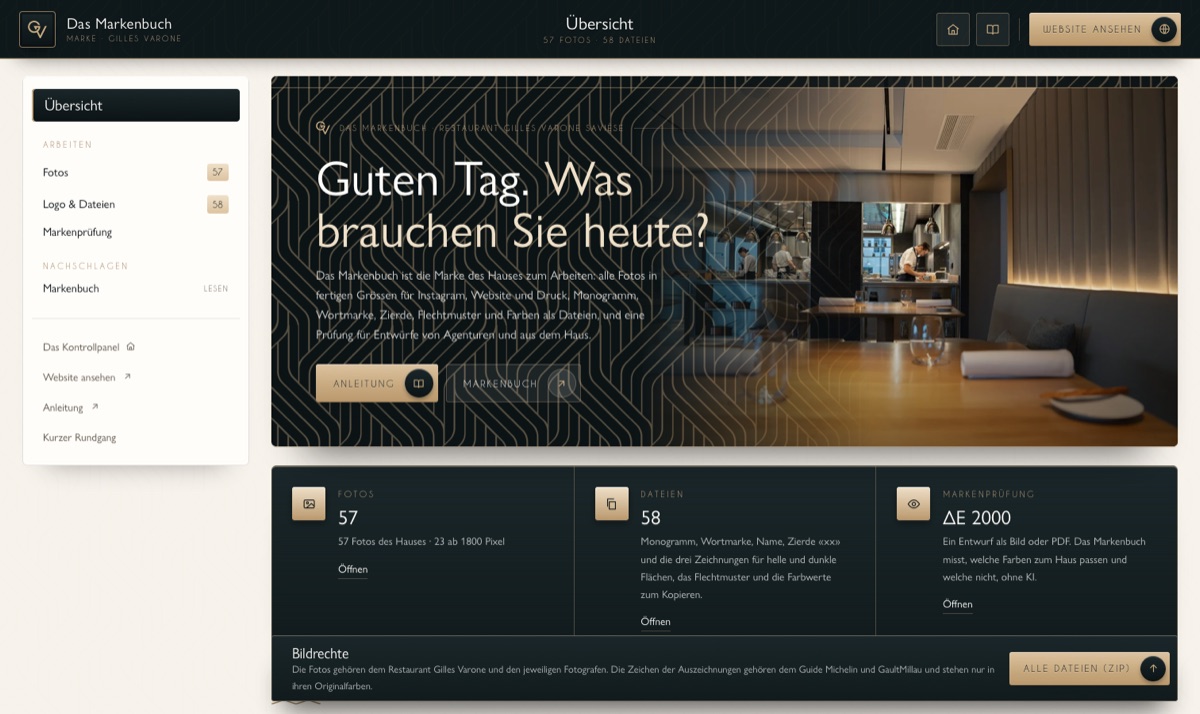 GV
Das Markenbuch
MARKE · GILLES VARONE
Übersicht
57 FOTOS · 58 DATEIEN
WEBSITE ANSEHEN
Übersicht
ARBEITEN
Fotos 57
Logo & Dateien 58
Markenprüfung
NACHSCHLAGEN
Markenbuch LESEN
Das Kontrollpanel
Website ansehen
Anleitung
Kurzer Rundgang
GV DAS MARKENBUCH · RESTAURANT GILLES VARONE SAVIÈSE
Guten Tag. Was
brauchen Sie heute?
Das Markenbuch ist die Marke des Hauses zum Arbeiten: alle Fotos in
fertigen Grössen für Instagram, Website und Druck, Monogramm,
Wortmarke, Zierde, Flechtmuster und Farben als Dateien, und eine
Prüfung für Entwürfe von Agenturen und aus dem Haus.
ANLEITUNG
MARKENBUCH
FOTOS
57
57 Fotos des Hauses · 23 ab 1800 Pixel
Öffnen
DATEIEN
58
Monogramm, Wortmarke, Name, Zierde «xx»
und die drei Zeichnungen für helle und dunkle
Flächen, das Flechtmuster und die Farbwerte
zum Kopieren.
Öffnen
MARKENPRÜFUNG
ΔE 2000
Ein Entwurf als Bild oder PDF. Das Markenbuch
misst, welche Farben zum Haus passen und
welche nicht, ohne KI.
Öffnen
Bildrechte
Die Fotos gehören dem Restaurant Gilles Varone und den jeweiligen Fotografen. Die Zeichen der Auszeichnungen gehören dem Guide Michelin und GaultMillau und stehen nur in
ihren Originalfarben.
ALLE DATEIEN (ZIP)